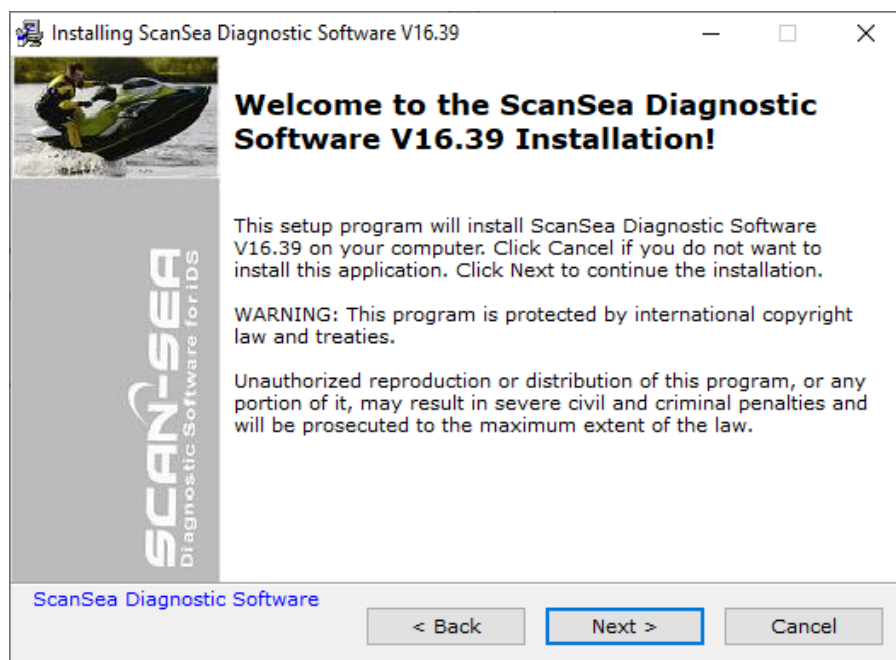 Installing ScanSea Diagnostic Software V16.39
Welcome to the ScanSea Diagnostic
Software V16.39 Installation!
This setup program will install ScanSea Diagnostic Software
V16.39 on your computer. Click Cancel if you do not want to
install this application. Click Next to continue the installation.
WARNING: This program is protected by international copyright
law and treaties.
Unauthorized reproduction or distribution of this program, or any
portion of it, may result in severe civil and criminal penalties and
will be prosecuted to the maximum extent of the law.
SCAN-SEA
Diagnostic Software for iDS
ScanSea Diagnostic Software
< Back
Next >
Cancel